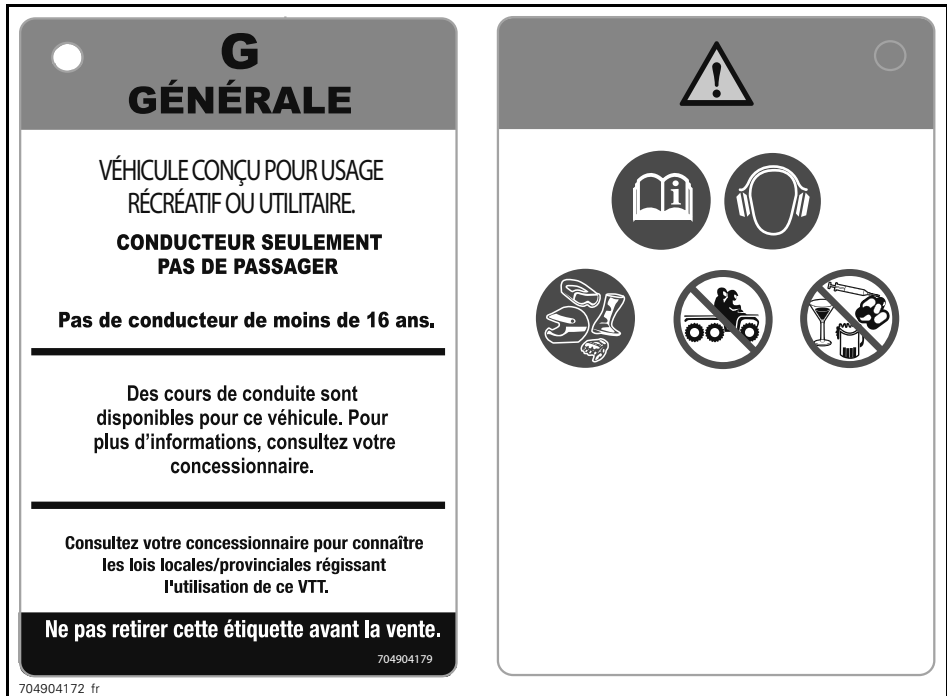 G
GÉNÉRALE
VÉHICULE CONÇU POUR USAGE
RÉCRÉATIF OU UTILITAIRE.
CONDUCTEUR SEULEMENT
PAS DE PASSAGER
Pas de conducteur de moins de 16 ans.
Des cours de conduite sont
disponibles pour ce véhicule. Pour
plus d'informations, consultez votre
concessionnaire.
Consultez votre concessionnaire pour connaître
les lois locales/provinciales régissant
l'utilisation de ce VTT.
Ne pas retirer cette étiquette avant la vente.
704904179
704904172 fr
!
i